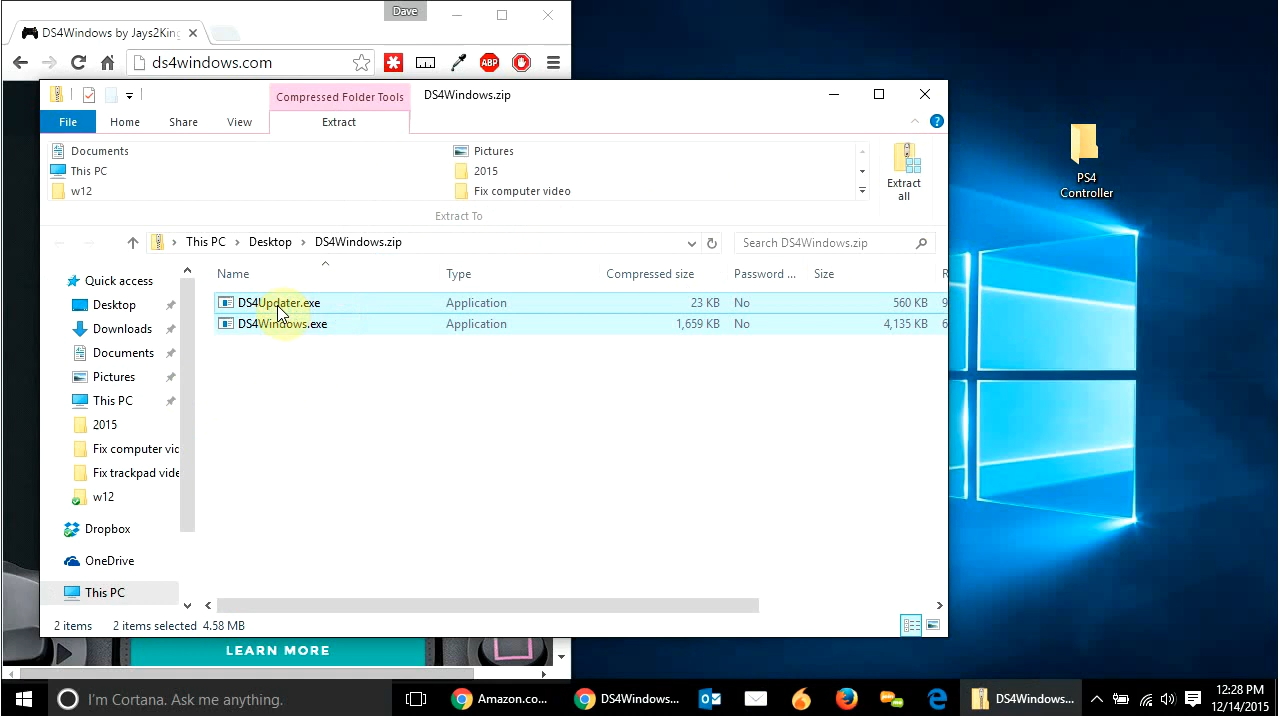 Dave
DS4Windows by Jays2King
ds4windows.com
ABP
Compressed Folder Tools
DS4Windows.zip
File
Home
Share
View
Extract
Documents
Pictures
This PC
2015
w12
Fix computer video
Extract all
Extract To
This PC
Desktop
DS4Windows.zip
Search DS4Windows.zip
Name
Type
Compressed size
Password ...
Size
R
Quick access
Desktop
Downloads
Documents
Pictures
This PC
2015
Fix computer vic
Fix trackpad vide
w12
Dropbox
OneDrive
This PC
DS4Updater.exe
Application
23 KB
No
560 KB
9
DS4Windows.exe
Application
1,659 KB
No
4,135 KB
6
2 items
2 items selected 4.58 MB
LEARN MORE
PS4
Controller
I'm Cortana. Ask me anything.
Amazon.co...
DS4Windows...
DS4Windows...
12:28 PM
12/14/2015